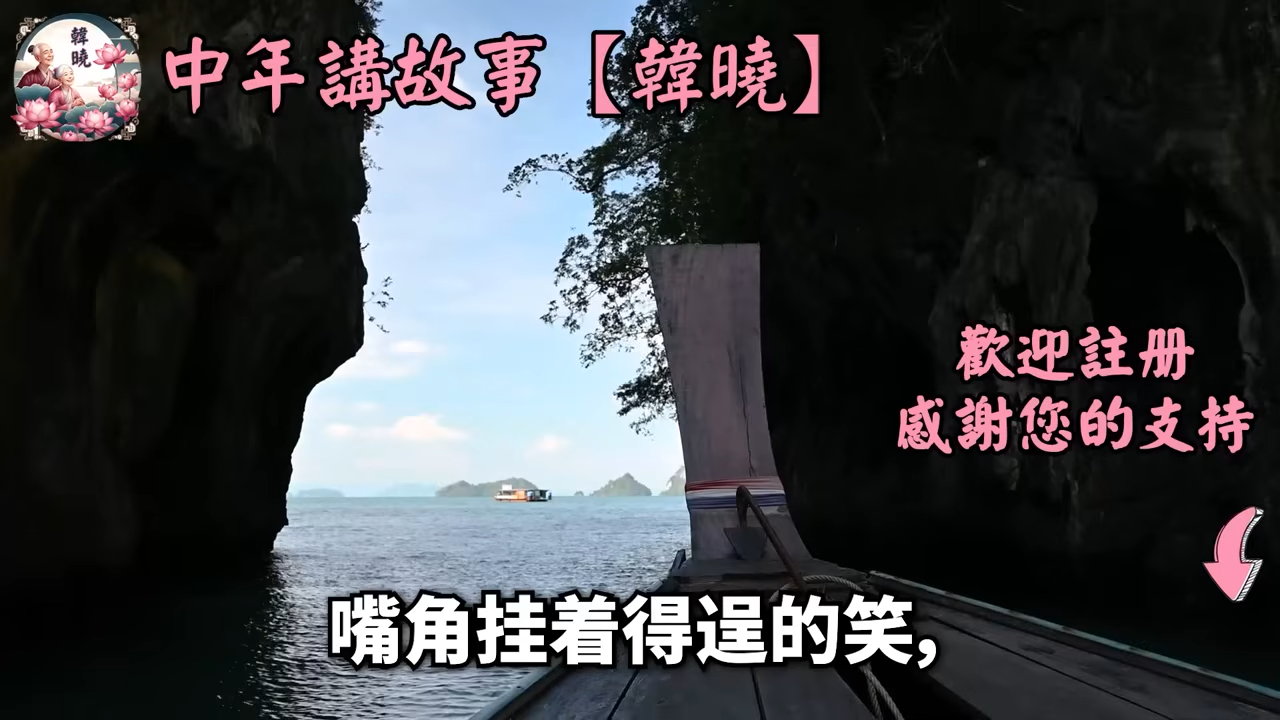 韓
曉
中年講故事【韓曉】
歡迎註册
感謝您的支持
嘴角挂着得逞的笑,